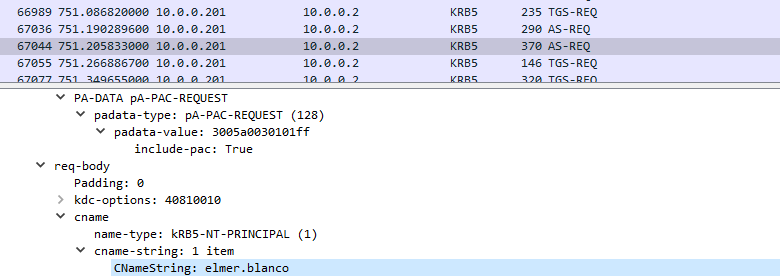 66989 751.086820000 10.0.0.201 10.0.0.2 KRB5 235 TGS-REQ
67036 751.190289600 10.0.0.201 10.0.0.2 KRB5 290 AS-REQ
67044 751.205833000 10.0.0.201 10.0.0.2 KRB5 370 AS-REQ
67055 751.266886700 10.0.0.201 10.0.0.2 KRB5 146 TGS-REQ
67077 751.349655000 10.0.0.201 10.0.0.2 KRB5 320 TGS-REQ
PA-DATA pA-PAC-REQUEST
padata-type: pA-PAC-REQUEST (128)
padata-value: 3005a0030101ff
include-pac: True
req-body
Padding: 0
kdc-options: 40810010
cname
name-type: kRB5-NT-PRINCIPAL (1)
cname-string: 1 item
CNameString: elmer.blanco